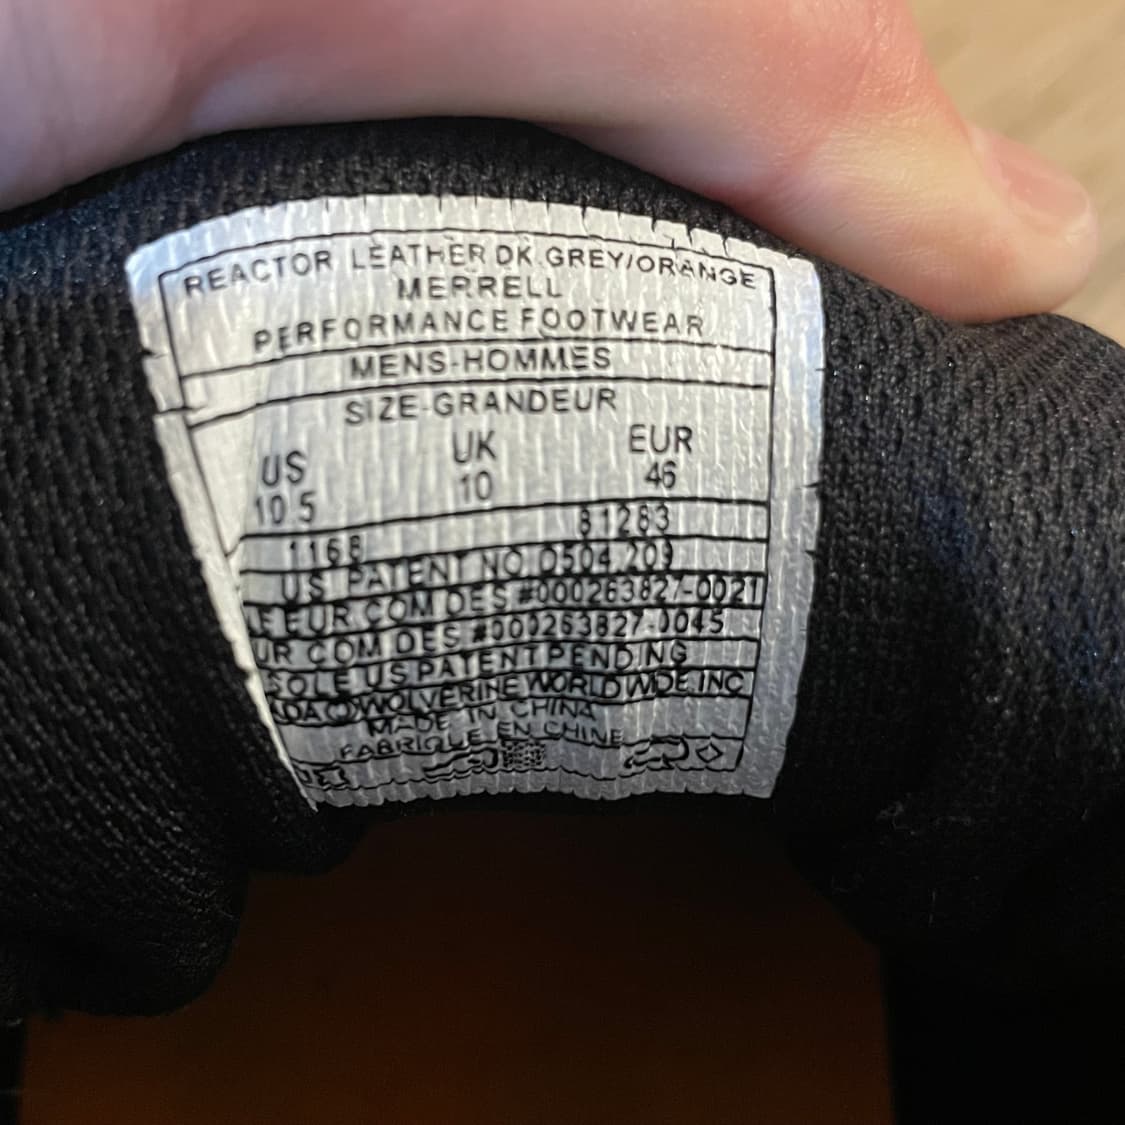 REACTOR LEATHER DK GREY/ORANGE
MERRELL
PERFORMANCE FOOTWEAR
MENS-HOMMES
SIZE-GRANDEUR
US UK EUR
10.5 10 46
1168 81283
US PATENT NO. D504,209
EUR.COM DES #000263827-0021
UR COM DES #000263827-0045
SOLE US PATENT PENDING
WOLVERINE WORLD WIDE INC
MADE IN CHINA
FABRIQUE EN CHINE